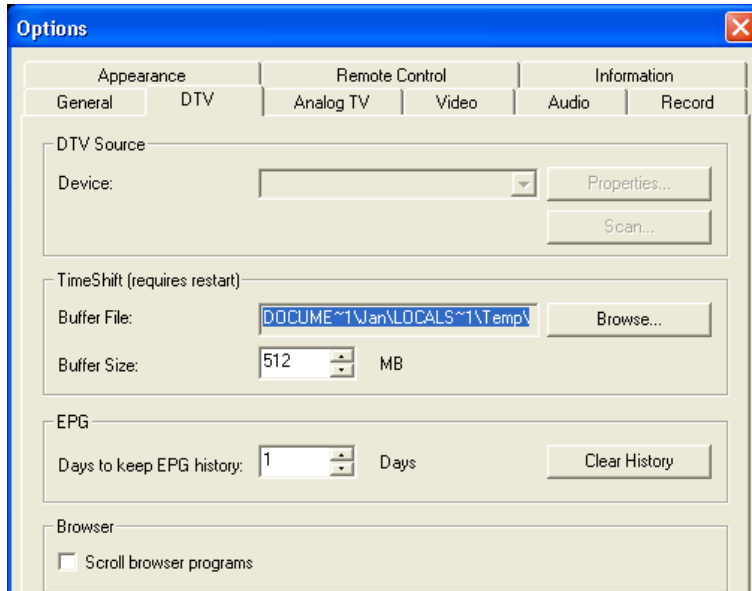 Options
Appearance Remote Control Information
General DTV Analog TV Video Audio Record
DTV Source
Device: Properties...
Scan...
TimeShift (requires restart)
Buffer File: DOCUME~1\Jan\LOCALS~1\Temp\ Browse...
Buffer Size: 512 MB
EPG
Days to keep EPG history: 1 Days Clear History
Browser
Scroll browser programs